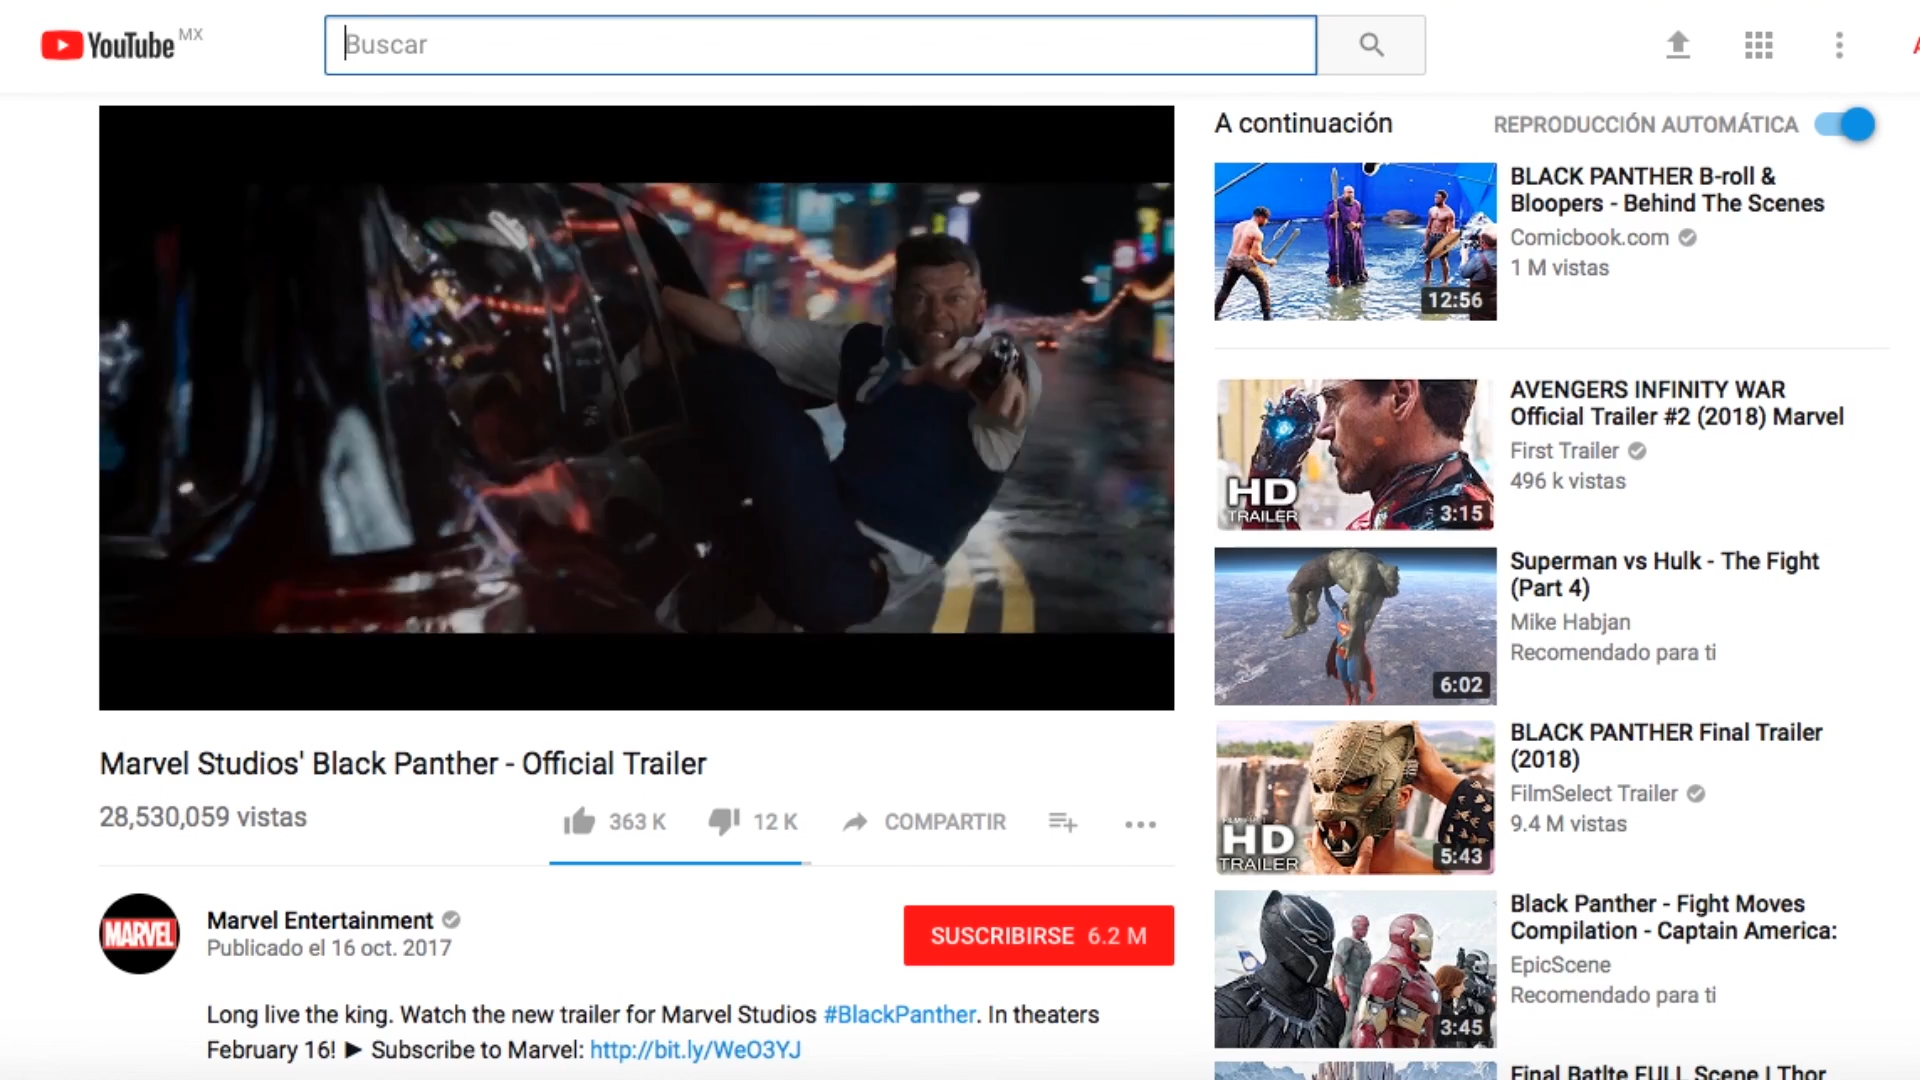 YouTube MX
Buscar
A continuación
REPRODUCCIÓN AUTOMÁTICA
BLACK PANTHER B-roll &
Bloopers - Behind The Scenes
Comicbook.com
1 M vistas
12:56
AVENGERS INFINITY WAR
Official Trailer #2 (2018) Marvel
First Trailer
496 k vistas
HD
TRAILER
3:15
Superman vs Hulk - The Fight
(Part 4)
Mike Habjan
Recomendado para ti
6:02
BLACK PANTHER Final Trailer
(2018)
FilmSelect Trailer
9.4 M vistas
HD
TRAILER
5:43
Black Panther - Fight Moves
Compilation - Captain America:
EpicScene
Recomendado para ti
3:45
Final Batlte FULL Scene | Thor
Marvel Studios' Black Panther - Official Trailer
28,530,059 vistas
363 K
12 K
COMPARTIR
MARVEL
Marvel Entertainment
Publicado el 16 oct. 2017
SUSCRIBIRSE 6.2 M
Long live the king. Watch the new trailer for Marvel Studios #BlackPanther. In theaters
February 16! ► Subscribe to Marvel: http://bit.ly/WeO3YJ